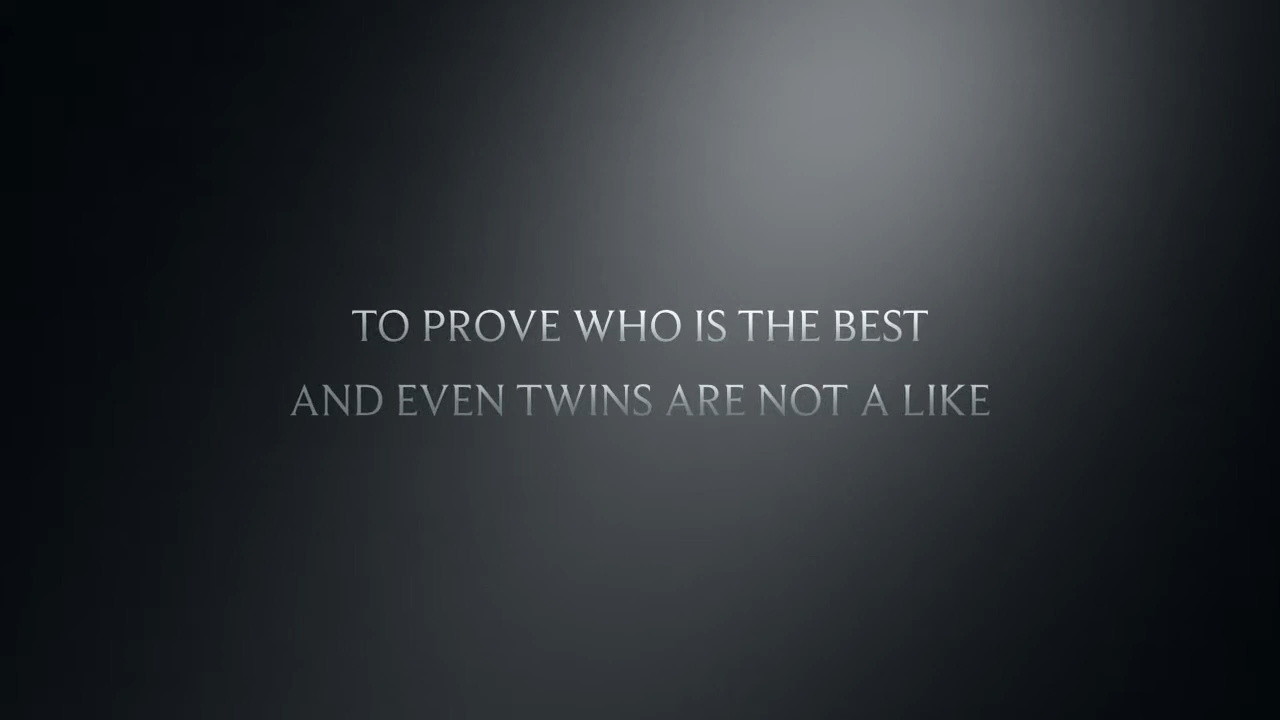 TO PROVE WHO IS THE BEST
AND EVEN TWINS ARE NOT A LIKE